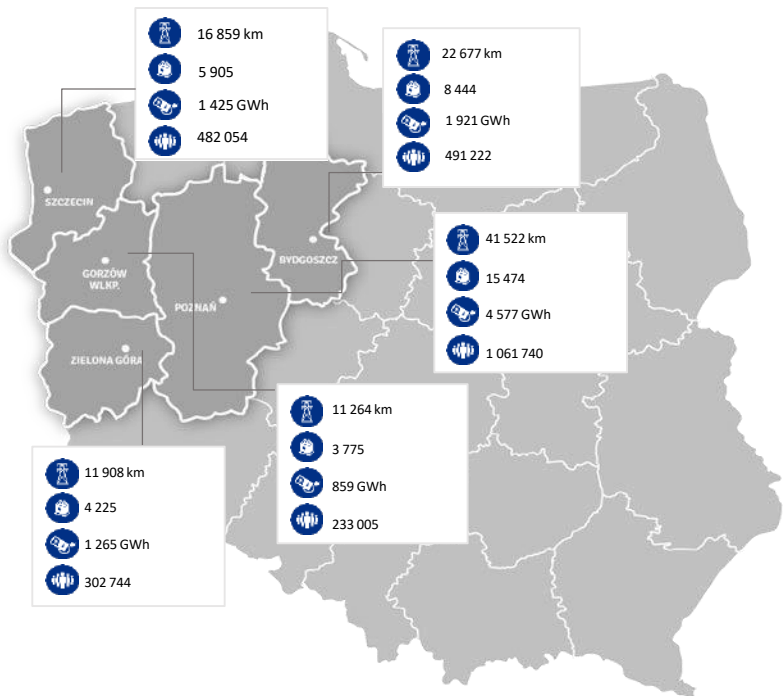 16 859 km
5 905
1 425 GWh
482 054
22 677 km
8 444
1 921 GWh
491 222
SZCZECIN
BYDGOSZCZ
GORZÓW
WLKP.
POZNAŃ
ZIELONA GÓRA
41 522 km
15 474
4 577 GWh
1 061 740
11 264 km
3 775
859 GWh
233 005
11 908 km
4 225
1 265 GWh
302 744